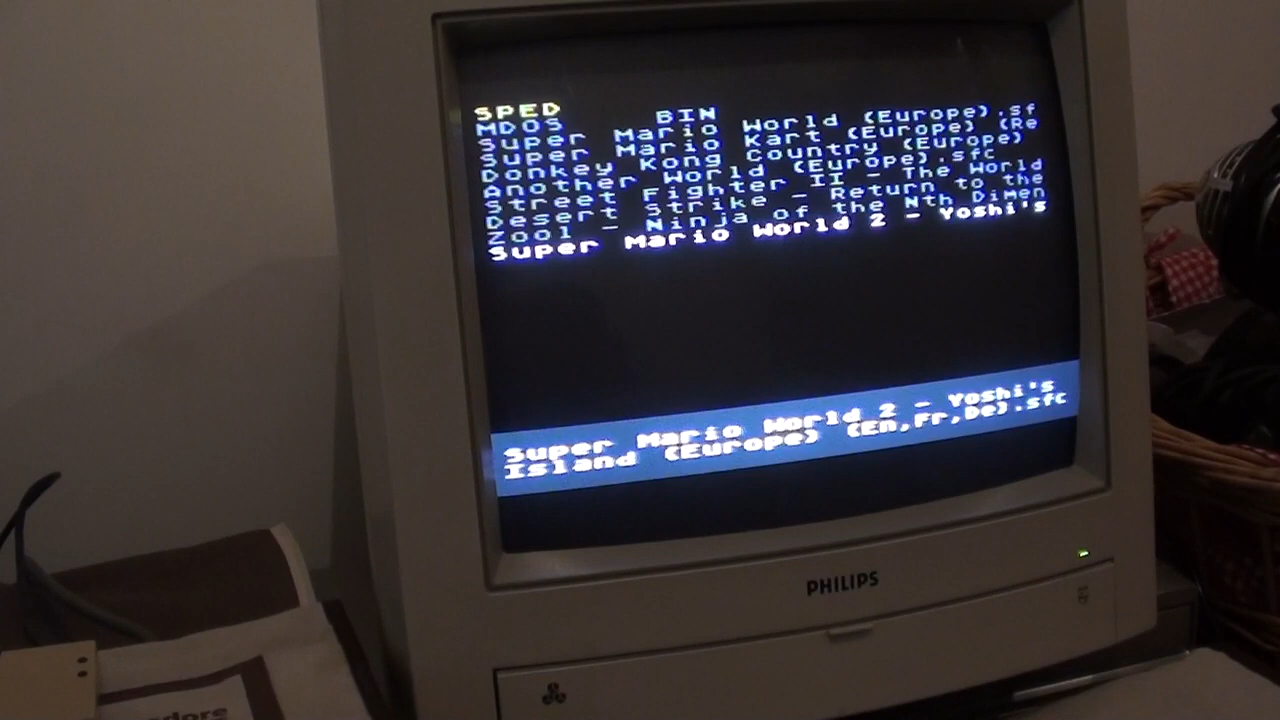 SPED
MDOS BIN
Super Mario World (Europe).sf
Super Mario Kart (Europe) (Re
Donkey Kong Country (Europe)
Another World (Europe).sfc
Street Fighter II - The World
Desert Strike - Return to the
Zool - Ninja of the Nth Dimen
Super Mario World 2 - Yoshi's
Super Mario World 2 - Yoshi's
Island (Europe) (En,Fr,De).sfc
PHILIPS